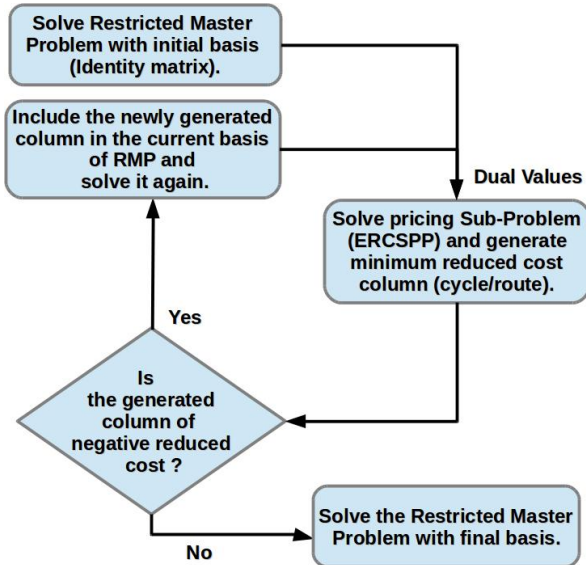 Solve Restricted Master
Problem with initial basis
(Identity matrix).
Include the newly generated
column in the current basis
of RMP and
solve it again.
Dual Values
Solve pricing Sub-Problem
(ERCSPP) and generate
minimum reduced cost
column (cycle/route).
Yes
Is
the generated
column of
negative reduced
cost ?
No
Solve the Restricted Master
Problem with final basis.